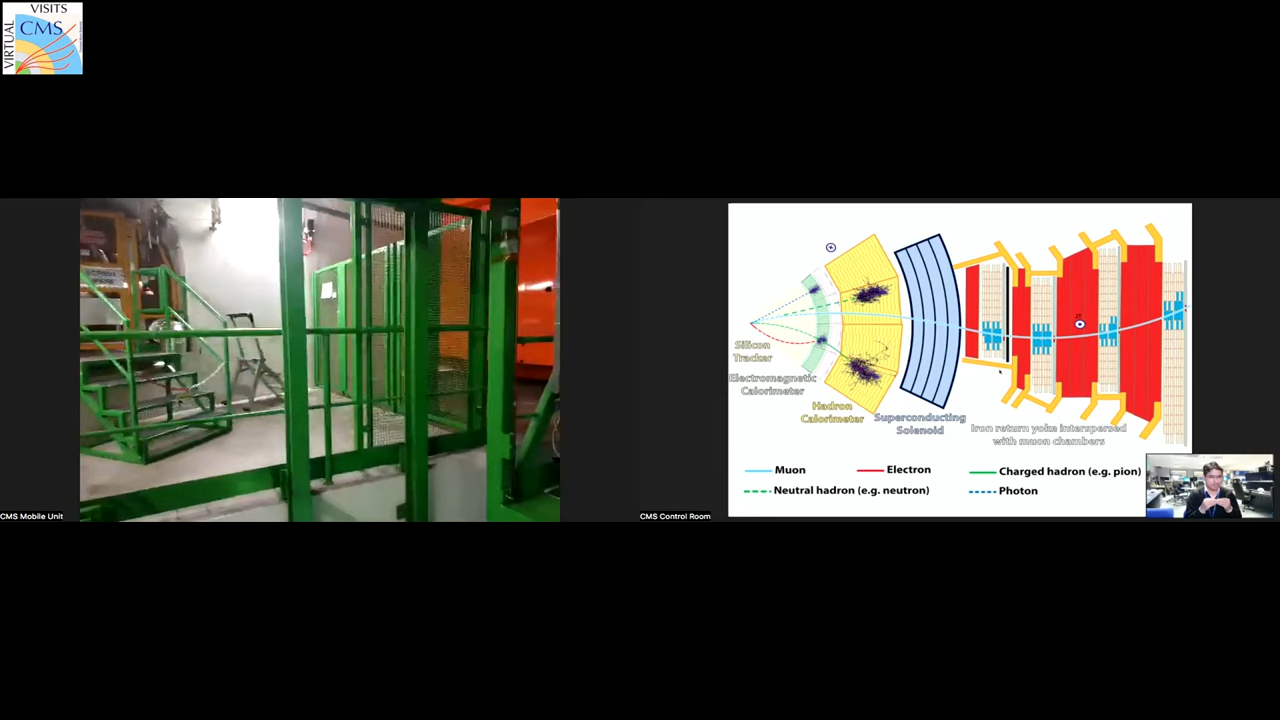 VISITS
CMS
VIRTUAL
CMS Mobile Unit
Silicon
Tracker
Electromagnetic
Calorimeter
Hadron
Calorimeter
Superconducting
Solenoid
Iron return yoke interspersed
with muon chambers
Muon
Electron
Charged hadron (e.g. pion)
Neutral hadron (e.g. neutron)
Photon
CMS Control Room